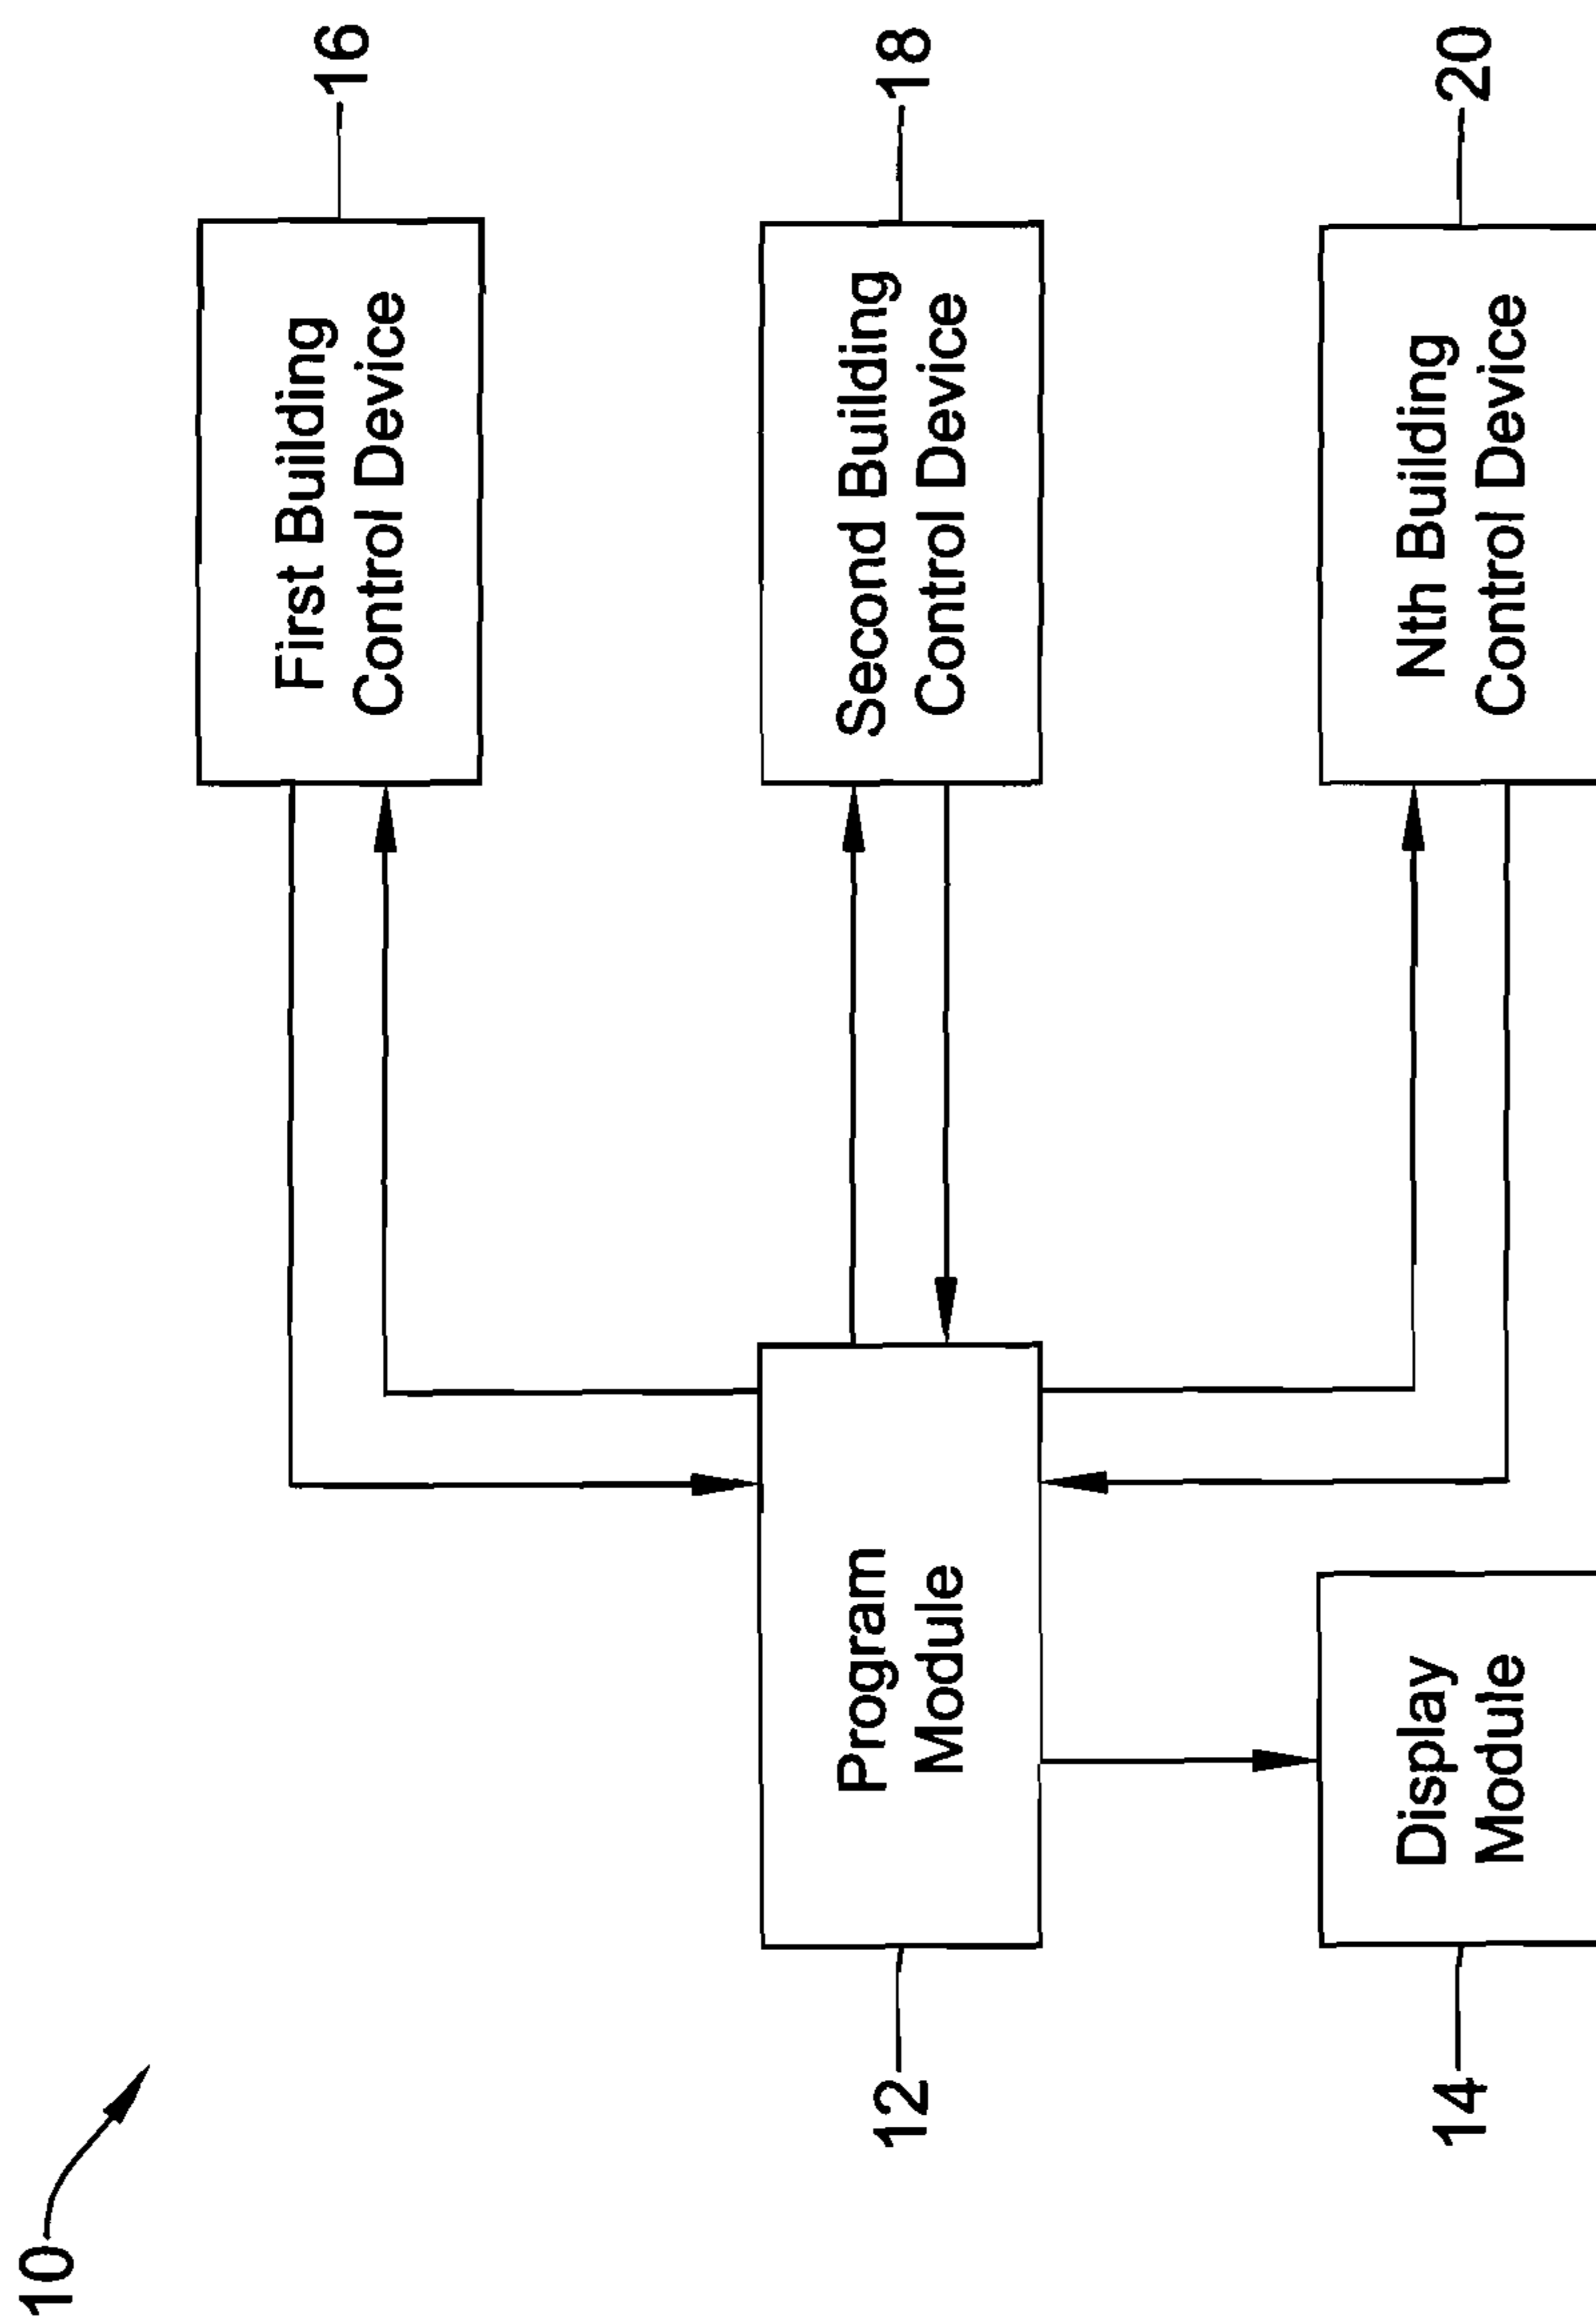 10
First Building
Control Device
16
Program
Module
12
Second Building
Control Device
18
Display
Module
14
Nth Building
Control Device
20